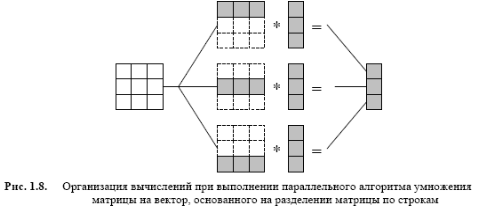 * =
* =
* =
Рис. 1.8. Организация вычислений при выполнении параллельного алгоритма умножения
матрицы на вектор, основанного на разделении матрицы по строкам